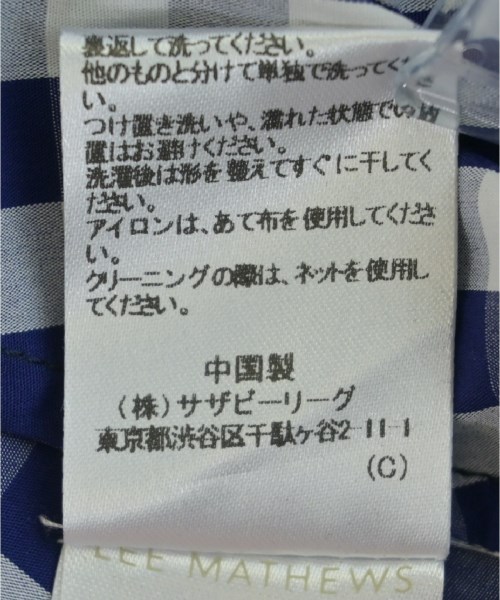 裏返して洗ってください。
他のものと分けて単独で洗ってくださ
い。
つけ置き洗いや、濡れた状態での放
置はお避けください。
洗濯後は形を整えてすぐに干してく
ださい。
アイロンは、あて布を使用してくださ
い。
クリーニングの際は、ネットを使用し
てください。
中国製
(株)サザビーリーグ
東京都渋谷区千駄ヶ谷2-11-1
(C)
LEE MATHEWS